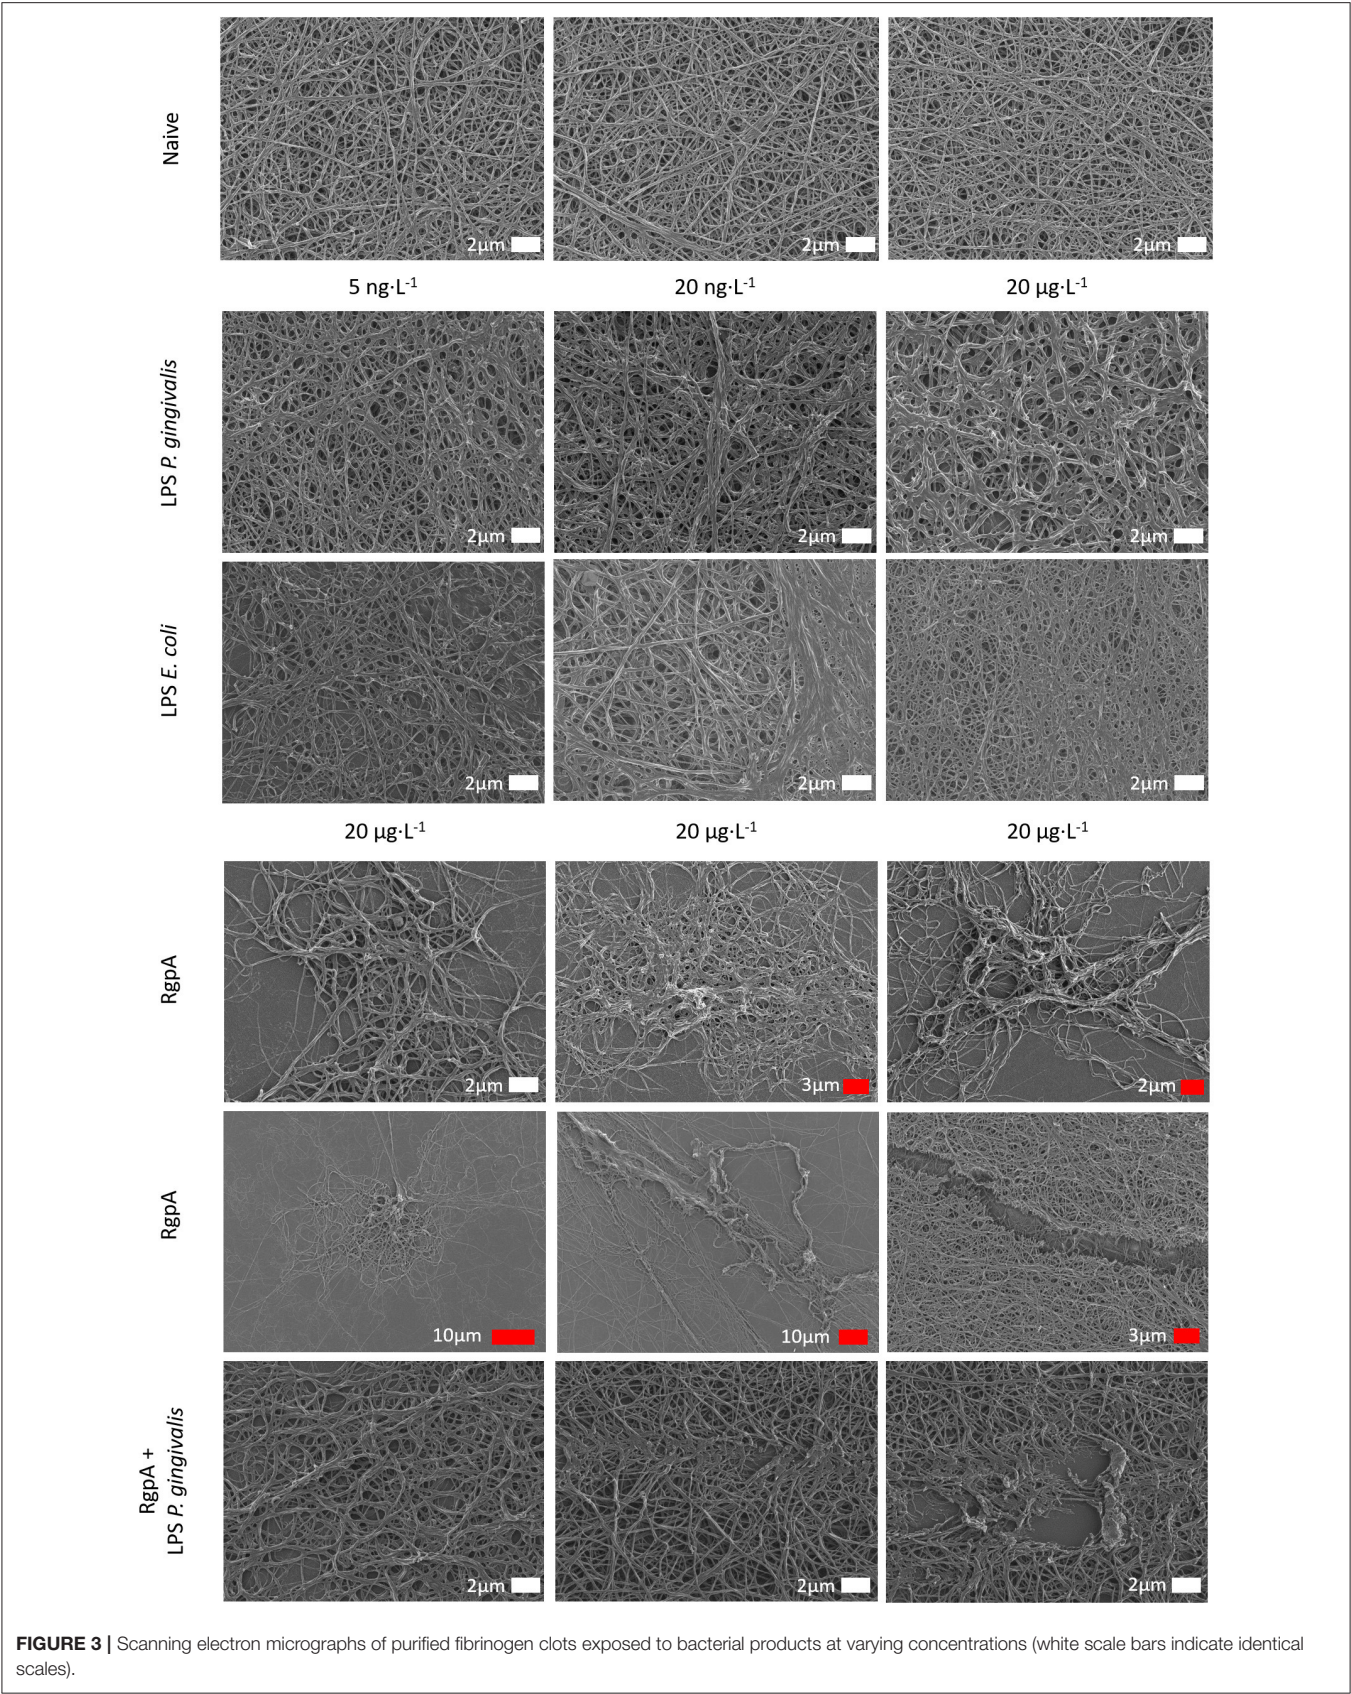 Naive
2µm
2µm
2µm
5 ng·L-1
20 ng·L-1
20 µg·L-1
LPS P. gingivalis
2µm
2µm
2µm
LPS E. coli
2µm
2µm
2µm
20 µg·L-1
20 µg·L-1
20 µg·L-1
RgpA
2µm
3µm
2µm
RgpA
10µm
10µm
3µm
RgpA +
LPS P. gingivalis
2µm
2µm
2µm
FIGURE 3 | Scanning electron micrographs of purified fibrinogen clots exposed to bacterial products at varying concentrations (white scale bars indicate identical
scales).